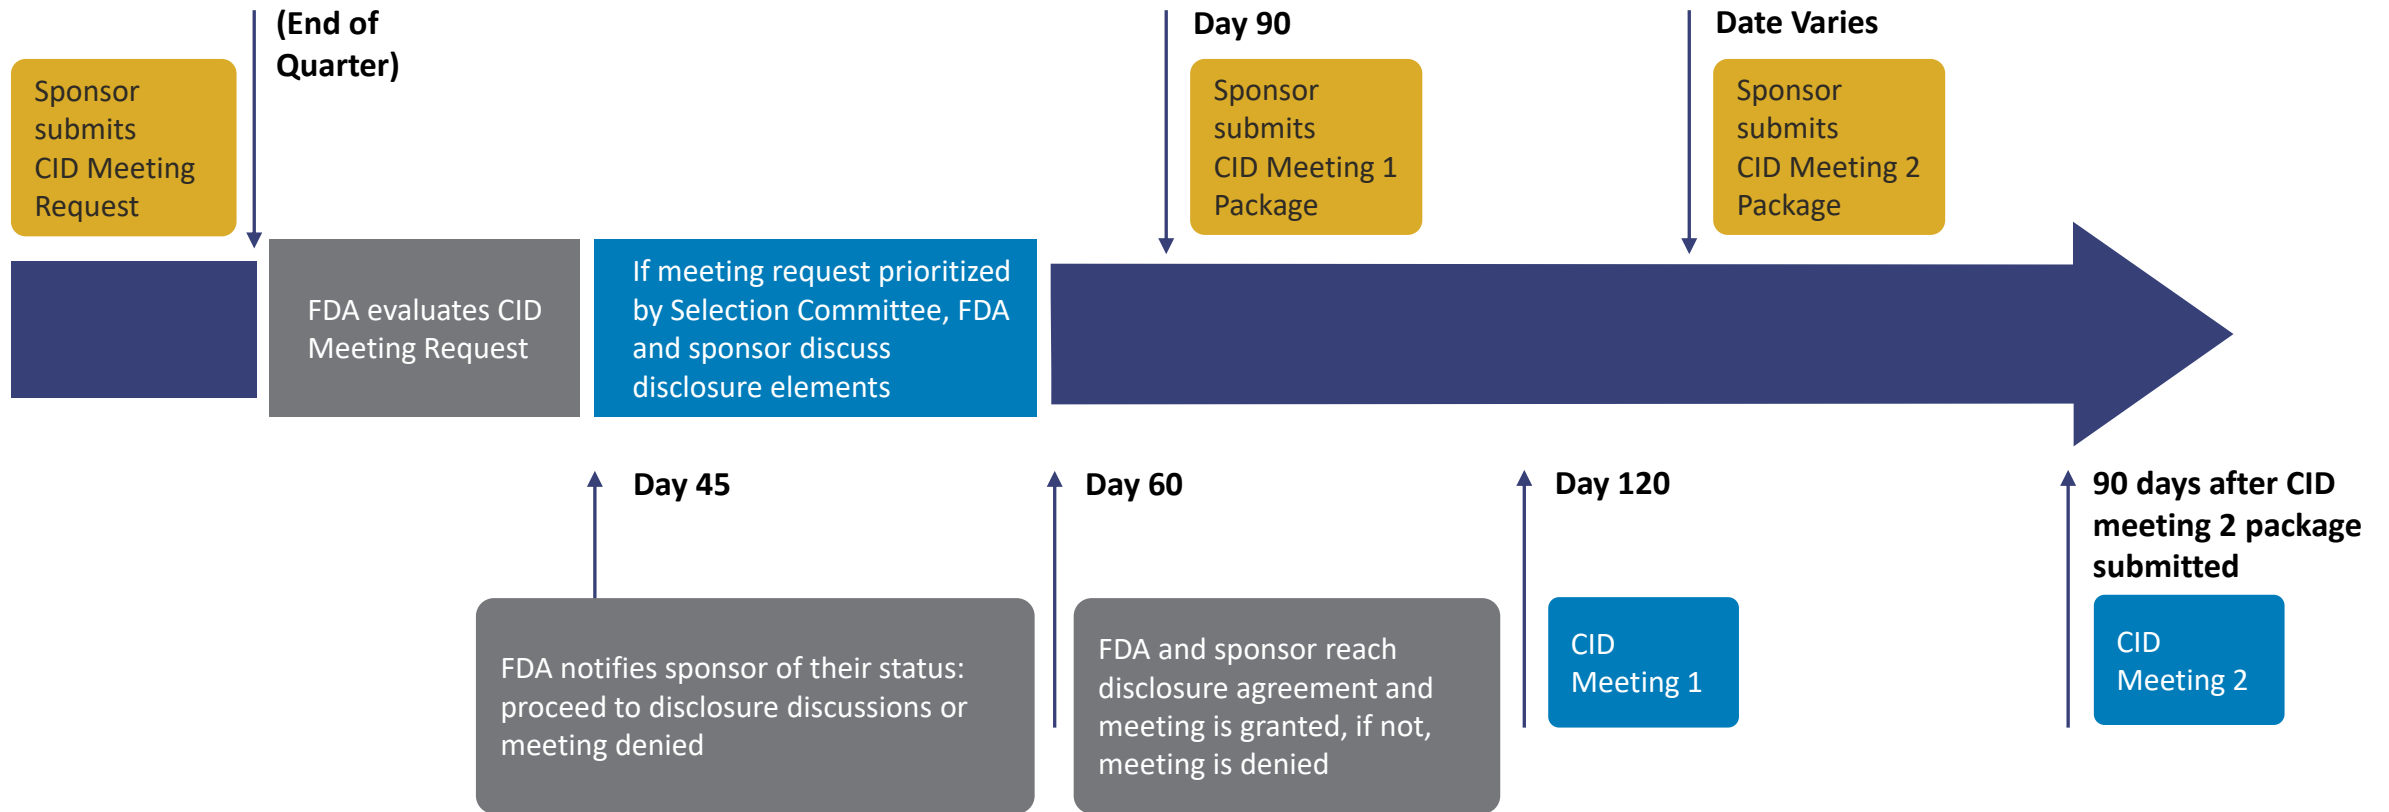 Sponsor
submits
CID Meeting
Request
(End of
Quarter)
Day 90
Sponsor
submits
CID Meeting 1
Package
Date Varies
Sponsor
submits
CID Meeting 2
Package
FDA evaluates CID
Meeting Request
If meeting request prioritized
by Selection Committee, FDA
and sponsor discuss
disclosure elements
Day 45
FDA notifies sponsor of their status:
proceed to disclosure discussions or
meeting denied
Day 60
FDA and sponsor reach
disclosure agreement and
meeting is granted, if not,
meeting is denied
Day 120
CID
Meeting 1
90 days after CID
meeting 2 package
submitted
CID
Meeting 2